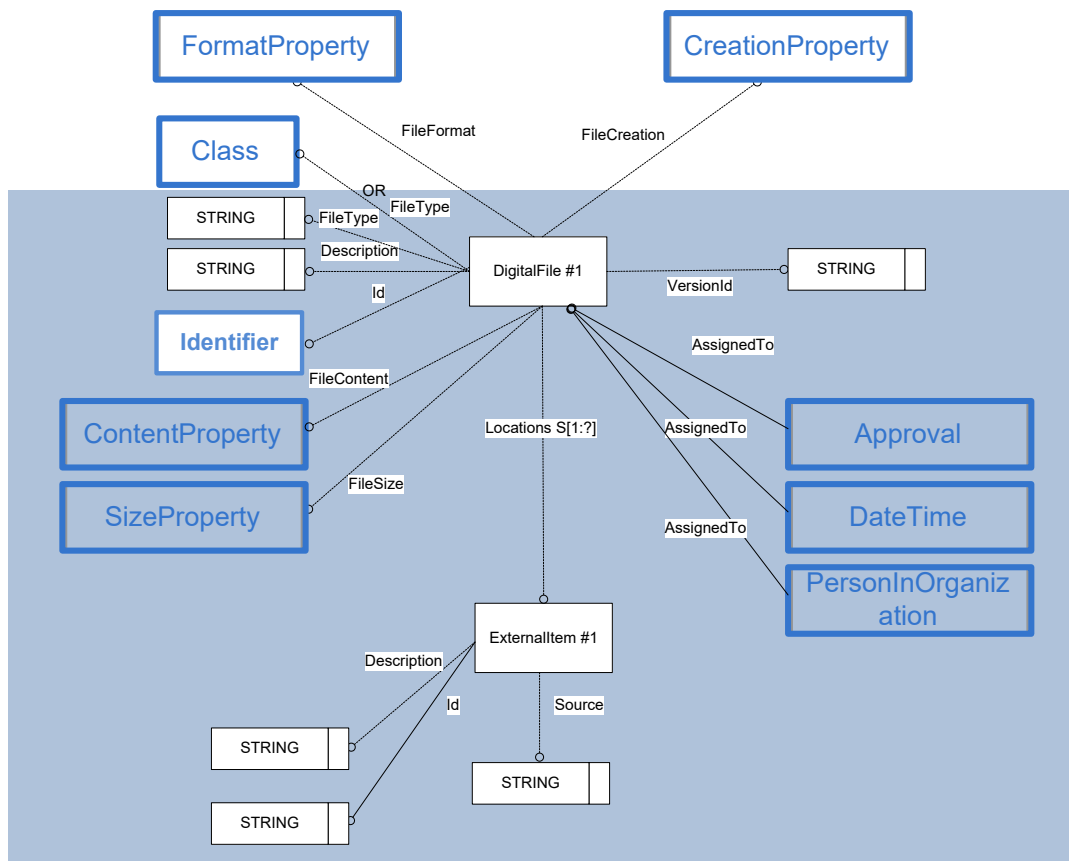 FormatProperty
CreationProperty
FileFormat
FileCreation
Class
OR
FileType
STRING
FileType
Description
STRING
DigitalFile #1
VersionId
STRING
Id
Identifier
AssignedTo
FileContent
ContentProperty
Locations S[1:?]
AssignedTo
Approval
FileSize
SizeProperty
AssignedTo
DateTime
PersonInOrganiz
ation
ExternalItem #1
Description
Id
Source
STRING
STRING
STRING